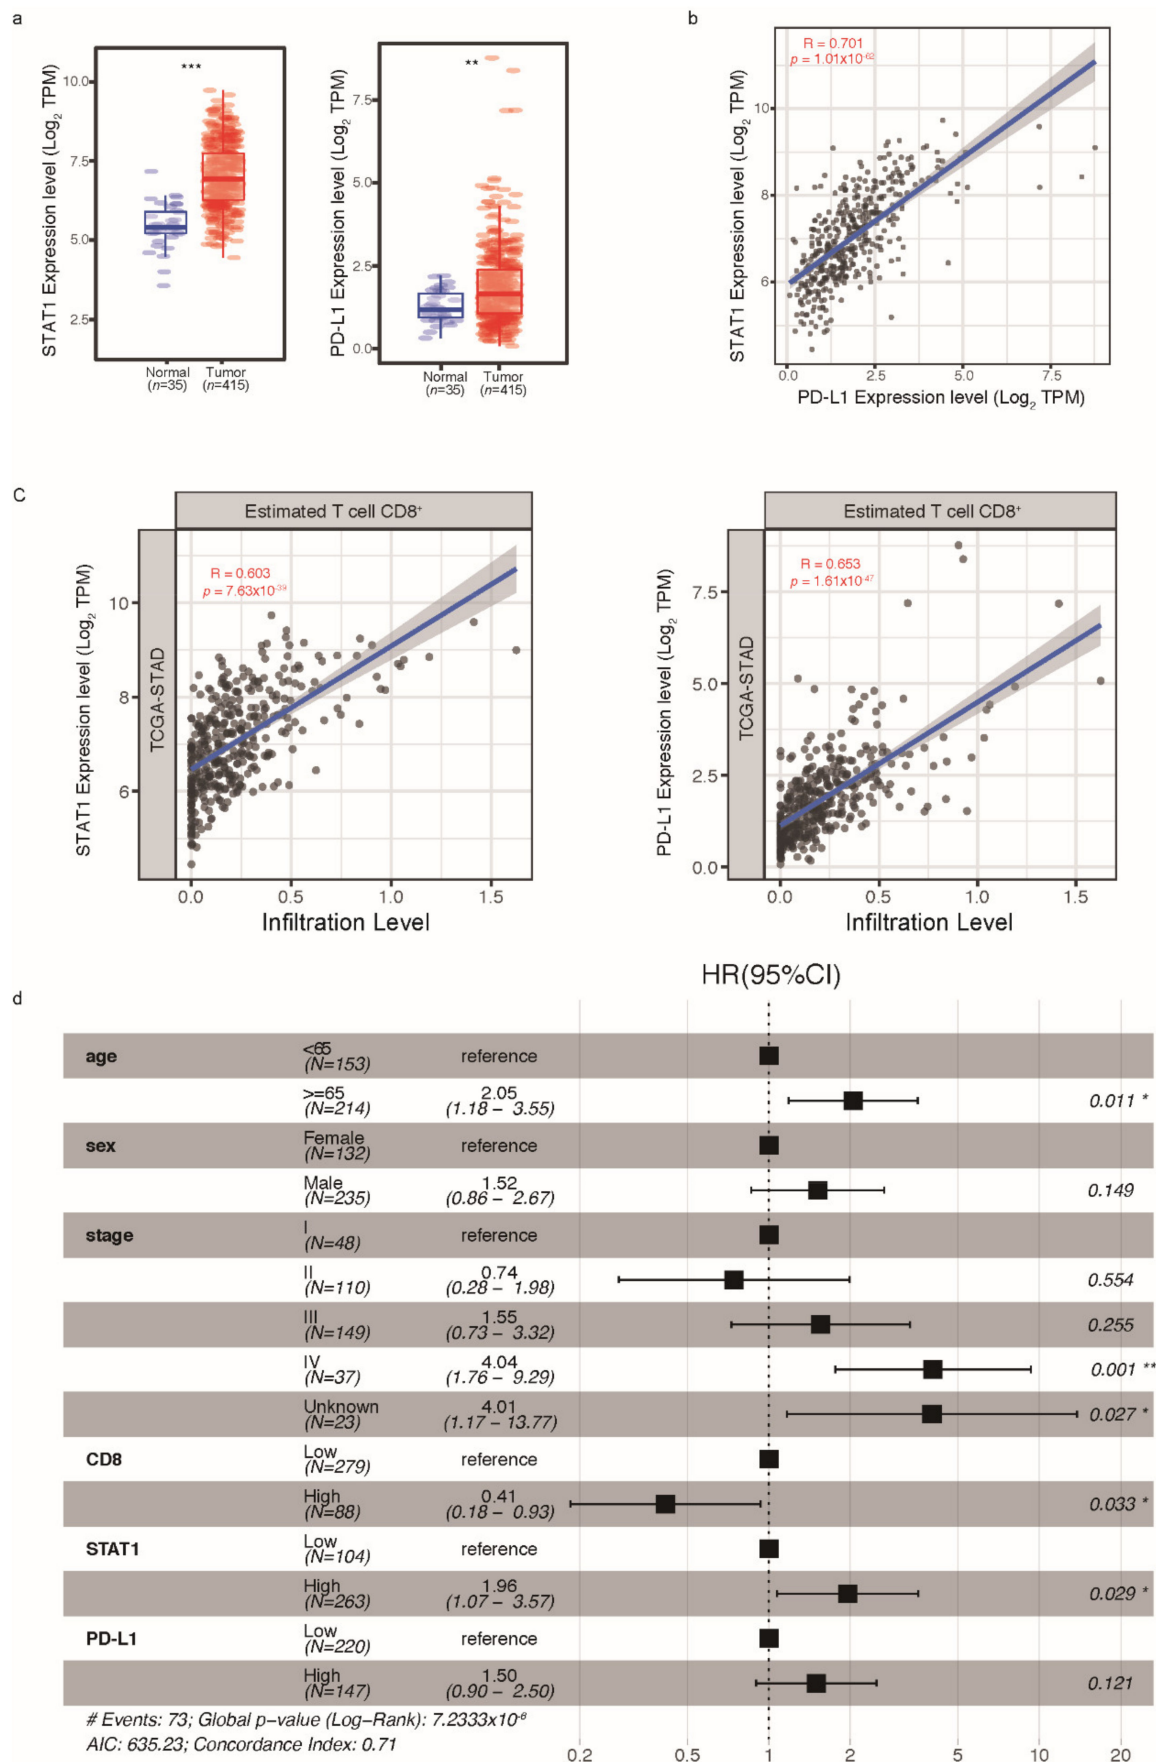 a
STAT1 Expression level (Log2 TPM)
10.0
7.5
5.0
2.5
***
Normal
(n=35)
Tumor
(n=415)
PD-L1 Expression level (Log2 TPM)
7.5
5.0
2.5
0.0
**
Normal
(n=35)
Tumor
(n=415)
b
R = 0.701
p = 1.01x10-62
STAT1 Expression level (Log2 TPM)
10
8
6
0.0 2.5 5.0 7.5
PD-L1 Expression level (Log2 TPM)
C
Estimated T cell CD8+
TCGA-STAD
STAT1 Expression level (Log2 TPM)
R = 0.603
p = 7.63x10-39
10
8
6
0.0 0.5 1.0 1.5
Infiltration Level
Estimated T cell CD8+
TCGA-STAD
PD-L1 Expression level (Log2 TPM)
R = 0.653
p = 1.61x10-47
7.5
5.0
2.5
0.0
0.0 0.5 1.0 1.5
Infiltration Level
d
HR(95%CI)
age <65 reference
(N=153)
>=65 2.05 0.011 *
(N=214) (1.18 – 3.55)
sex Female reference
(N=132)
Male 1.52 0.149
(N=235) (0.86 – 2.67)
stage I reference
(N=48)
II 0.74 0.554
(N=110) (0.28 – 1.98)
III 1.55 0.255
(N=149) (0.73 – 3.32)
IV 4.04 0.001 **
(N=37) (1.76 – 9.29)
Unknown 4.01 0.027 *
(N=23) (1.17 – 13.77)
CD8 Low reference
(N=279)
High 0.41 0.033 *
(N=88) (0.18 – 0.93)
STAT1 Low reference
(N=104)
High 1.96 0.029 *
(N=263) (1.07 – 3.57)
PD-L1 Low reference
(N=220)
High 1.50 0.121
(N=147) (0.90 – 2.50)
# Events: 73; Global p–value (Log–Rank): 7.2333x10-6
AIC: 635.23; Concordance Index: 0.71
0.2 0.5 1 2 5 10 20